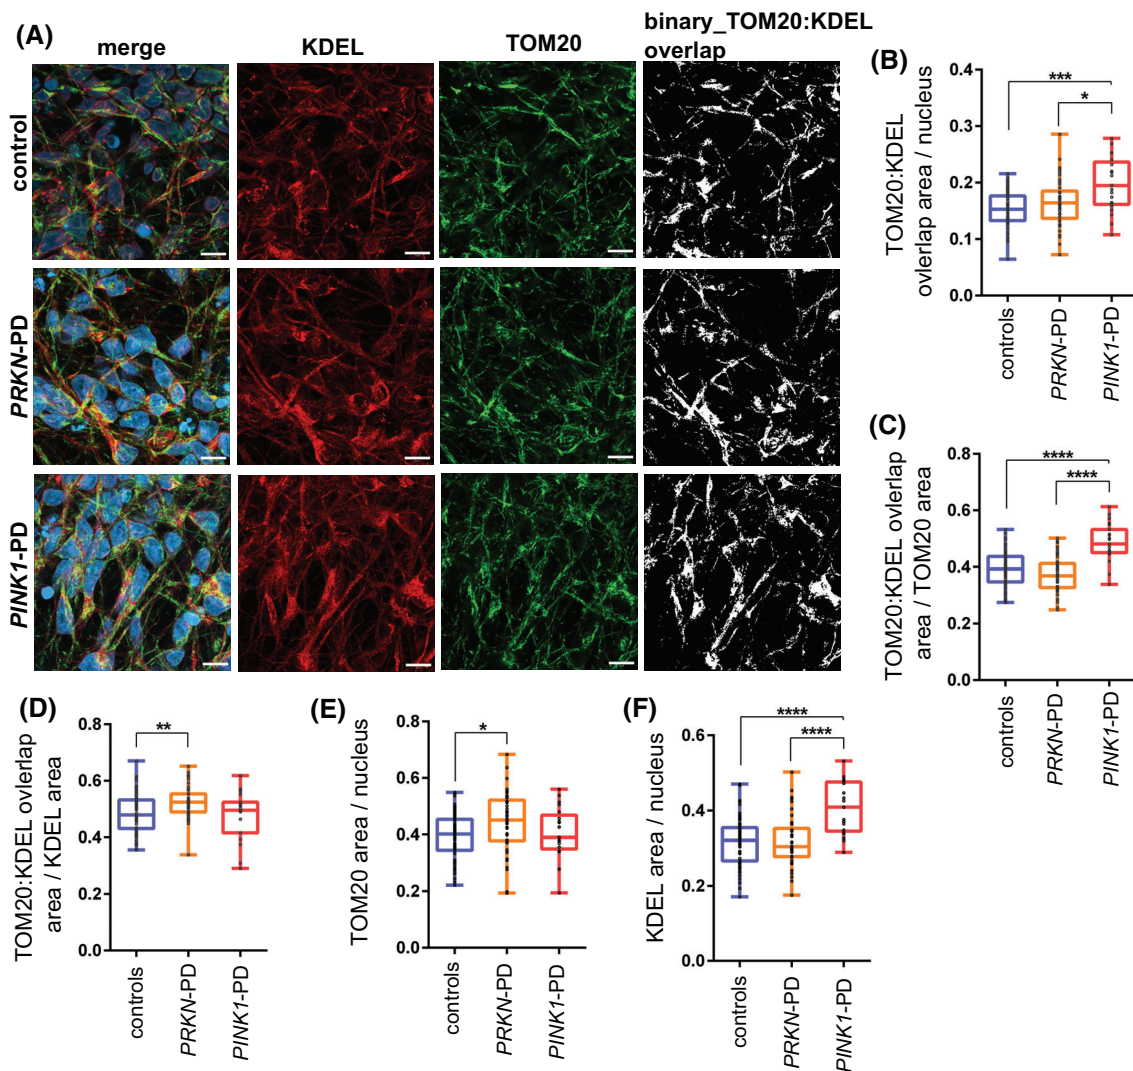 (A)
merge
KDEL
TOM20
binary_TOM20:KDEL
overlap
control
PRKN-PD
PINK1-PD
(B)
TOM20:KDEL
ovlerlap area / nucleus
0.4
0.3
0.2
0.1
0.0
***
*
controls
PRKN-PD
PINK1-PD
(C)
TOM20:KDEL ovlerlap
area / TOM20 area
0.8
0.6
0.4
0.2
0.0
****
****
controls
PRKN-PD
PINK1-PD
(D)
TOM20:KDEL ovlerlap
area / KDEL area
0.8
0.6
0.4
0.2
0.0
**
controls
PRKN-PD
PINK1-PD
(E)
TOM20 area / nucleus
0.8
0.6
0.4
0.2
0.0
*
controls
PRKN-PD
PINK1-PD
(F)
KDEL area / nucleus
0.6
0.4
0.2
0.0
****
****
controls
PRKN-PD
PINK1-PD